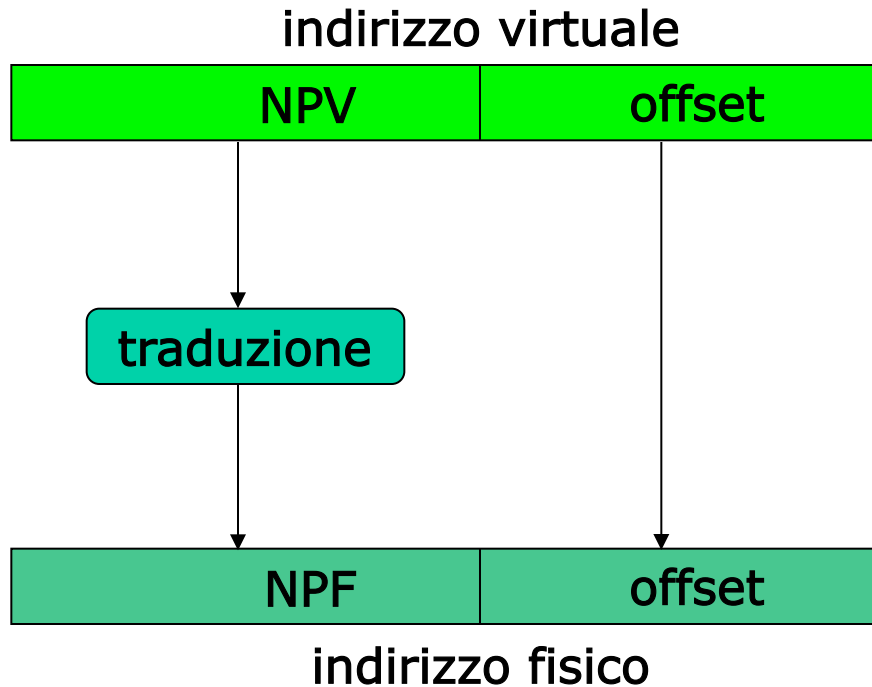 indirizzo virtuale
NPV offset
traduzione
NPF offset
indirizzo fisico